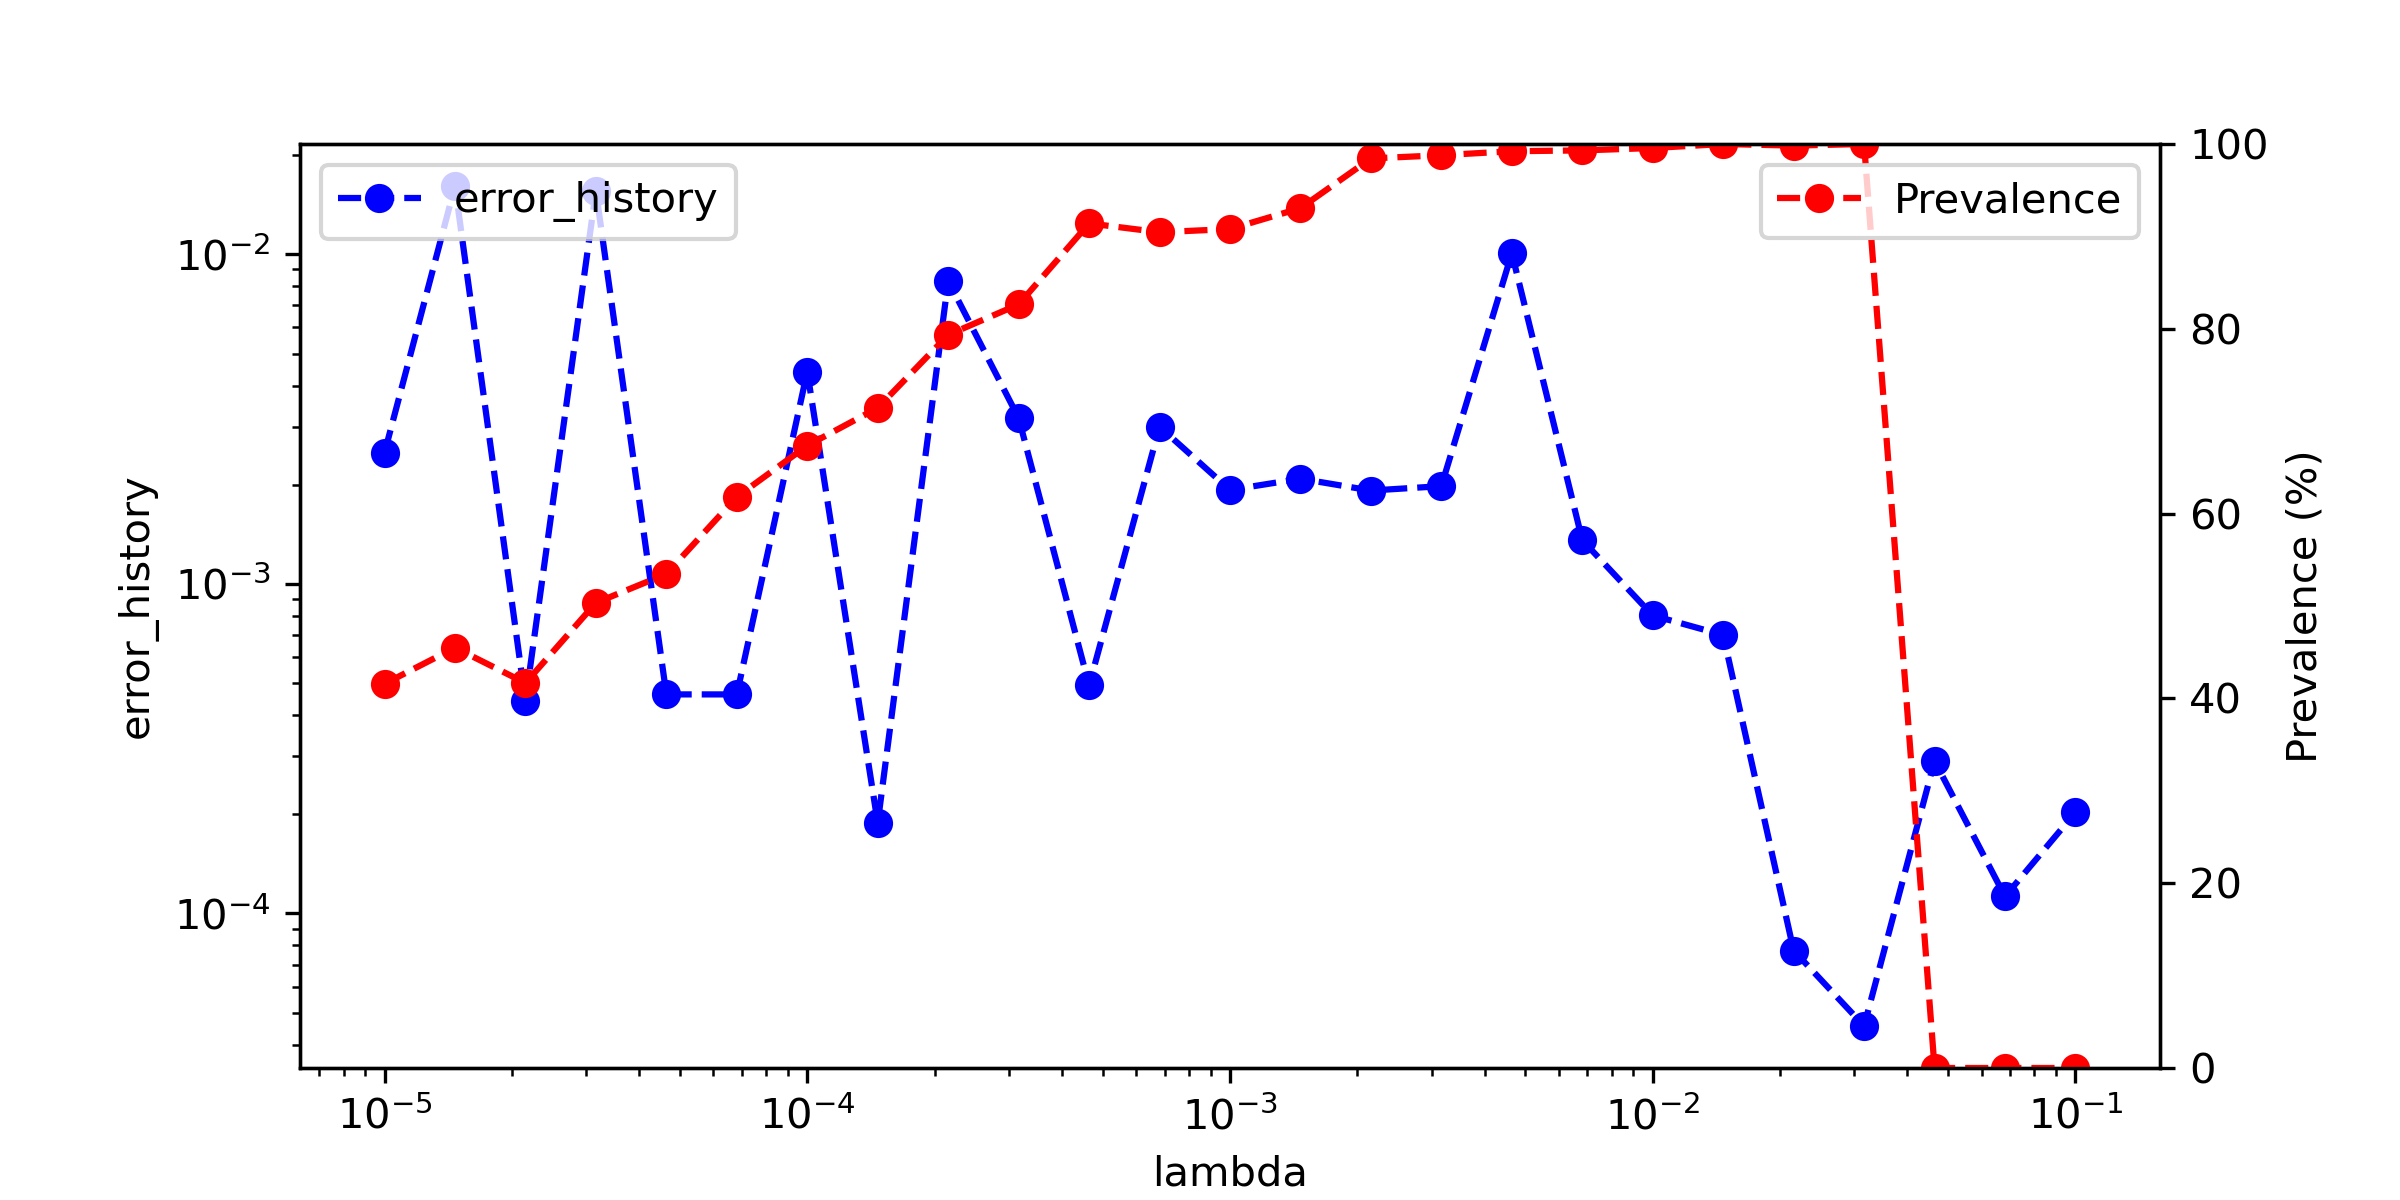 error_history
Prevalence
10⁻²
10⁻³
10⁻⁴
error_history
100
80
60
40
20
0
Prevalence (%)
10⁻⁵
10⁻⁴
10⁻³
10⁻²
10⁻¹
lambda